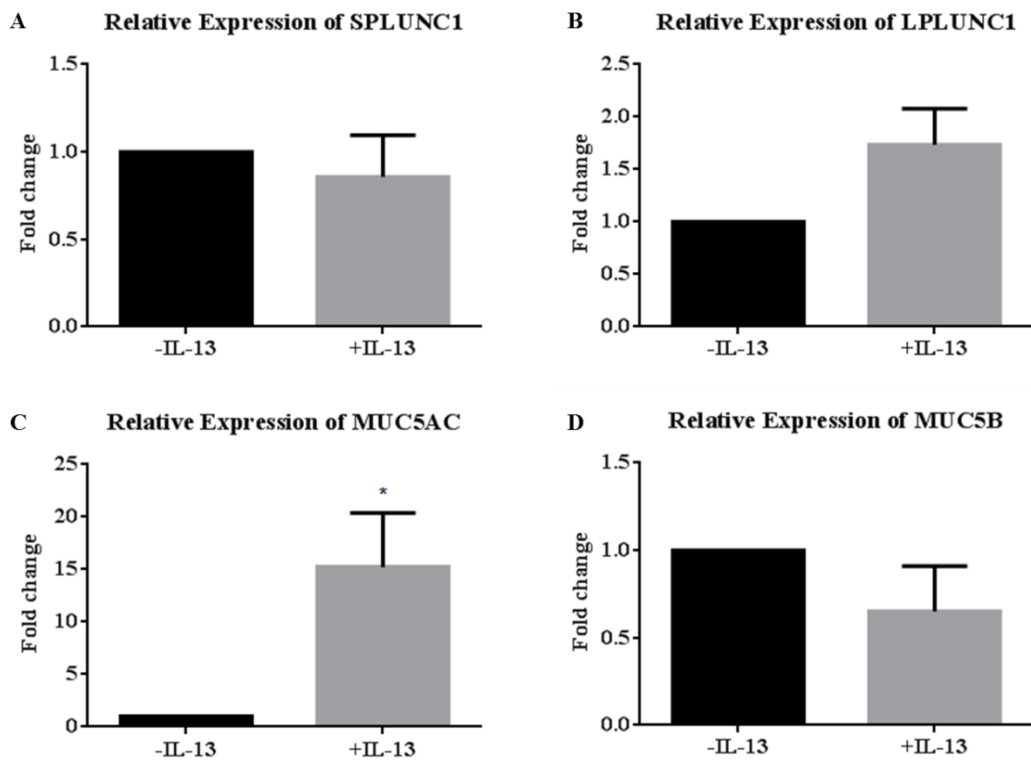 A
Relative Expression of SPLUNC1
Fold change
1.5
1.0
0.5
0.0
-IL-13
+IL-13
B
Relative Expression of LPLUNC1
Fold change
2.5
2.0
1.5
1.0
0.5
0.0
-IL-13
+IL-13
C
Relative Expression of MUC5AC
Fold change
25
20
15
10
5
0
*
-IL-13
+IL-13
D
Relative Expression of MUC5B
Fold change
1.5
1.0
0.5
0.0
-IL-13
+IL-13